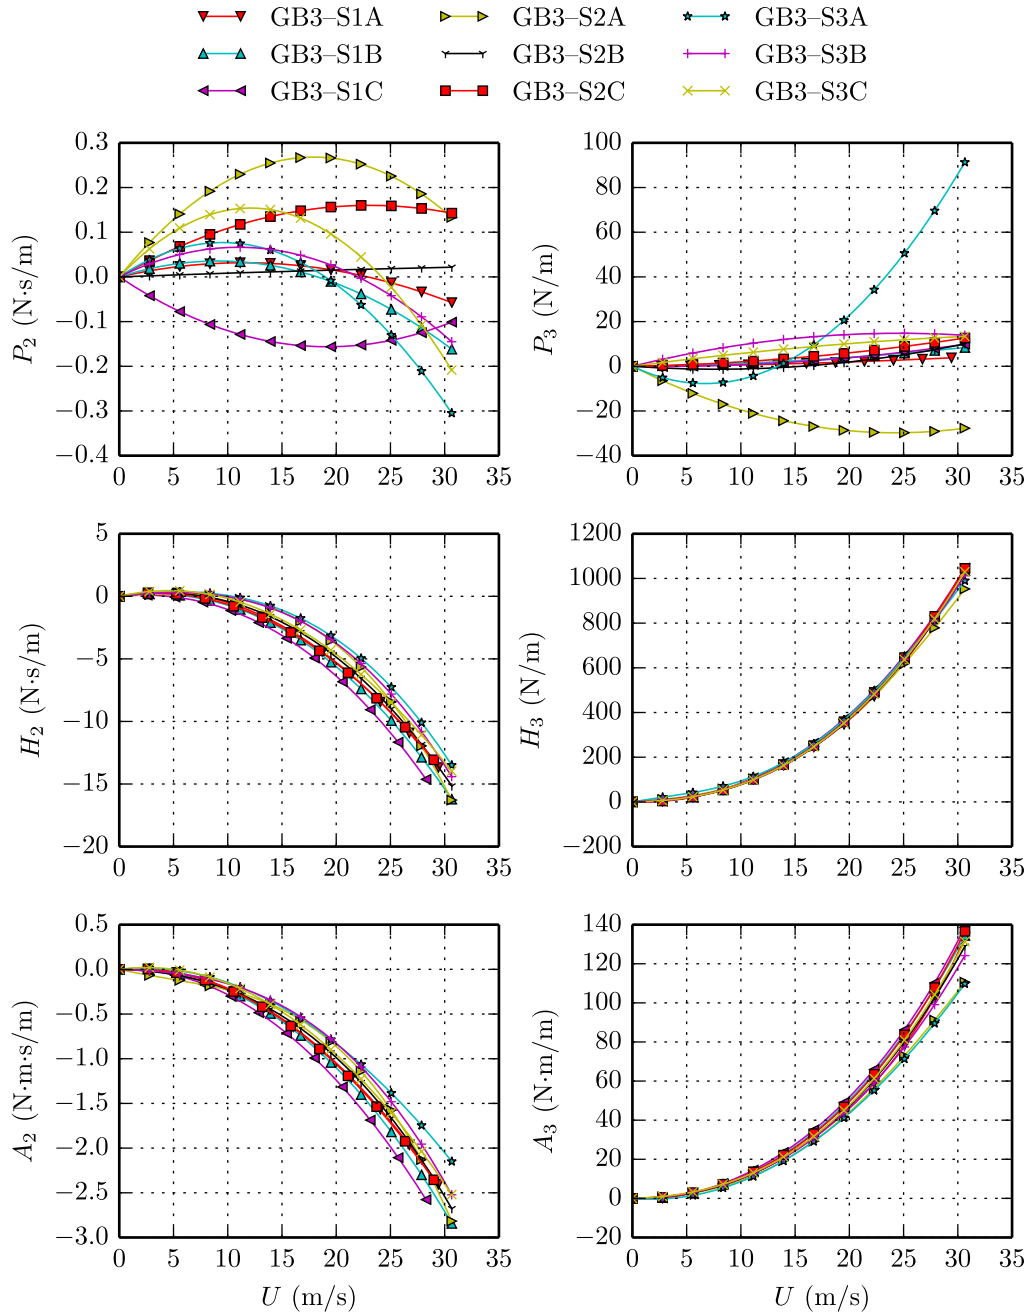 GB3–S1A GB3–S2A GB3–S3A
GB3–S1B GB3–S2B GB3–S3B
GB3–S1C GB3–S2C GB3–S3C
P2 (N·s/m)
0.3
0.2
0.1
0.0
−0.1
−0.2
−0.3
−0.4
0 5 10 15 20 25 30 35
P3 (N/m)
100
80
60
40
20
0
−20
−40
0 5 10 15 20 25 30 35
H2 (N·s/m)
5
0
−5
−10
−15
−20
0 5 10 15 20 25 30 35
H3 (N/m)
1200
1000
800
600
400
200
0
−200
0 5 10 15 20 25 30 35
A2 (N·m·s/m)
0.5
0.0
−0.5
−1.0
−1.5
−2.0
−2.5
−3.0
0 5 10 15 20 25 30 35
U (m/s)
A3 (N·m/m)
140
120
100
80
60
40
20
0
−20
0 5 10 15 20 25 30 35
U (m/s)